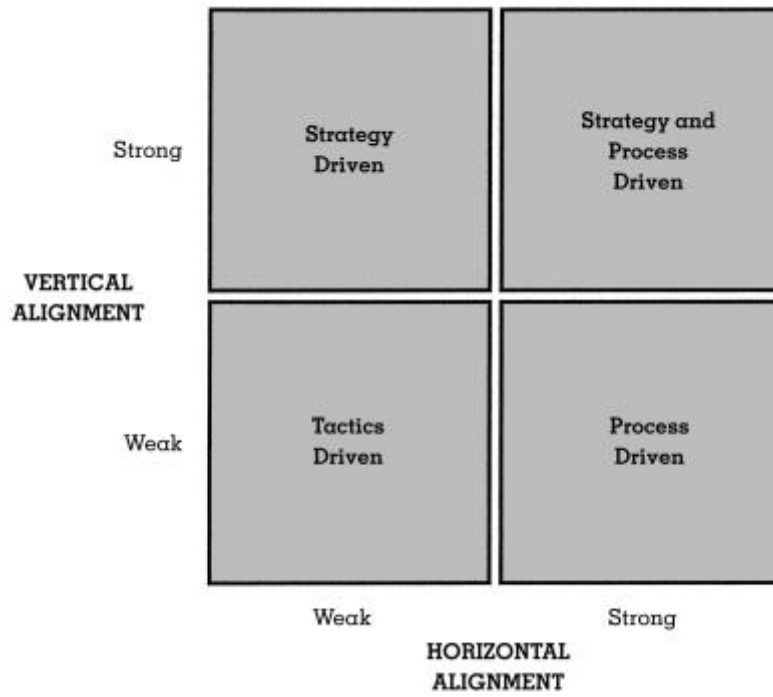 Strong
Strategy
Driven
Strategy and
Process
Driven
VERTICAL
ALIGNMENT
Weak
Tactics
Driven
Process
Driven
Weak
Strong
HORIZONTAL
ALIGNMENT